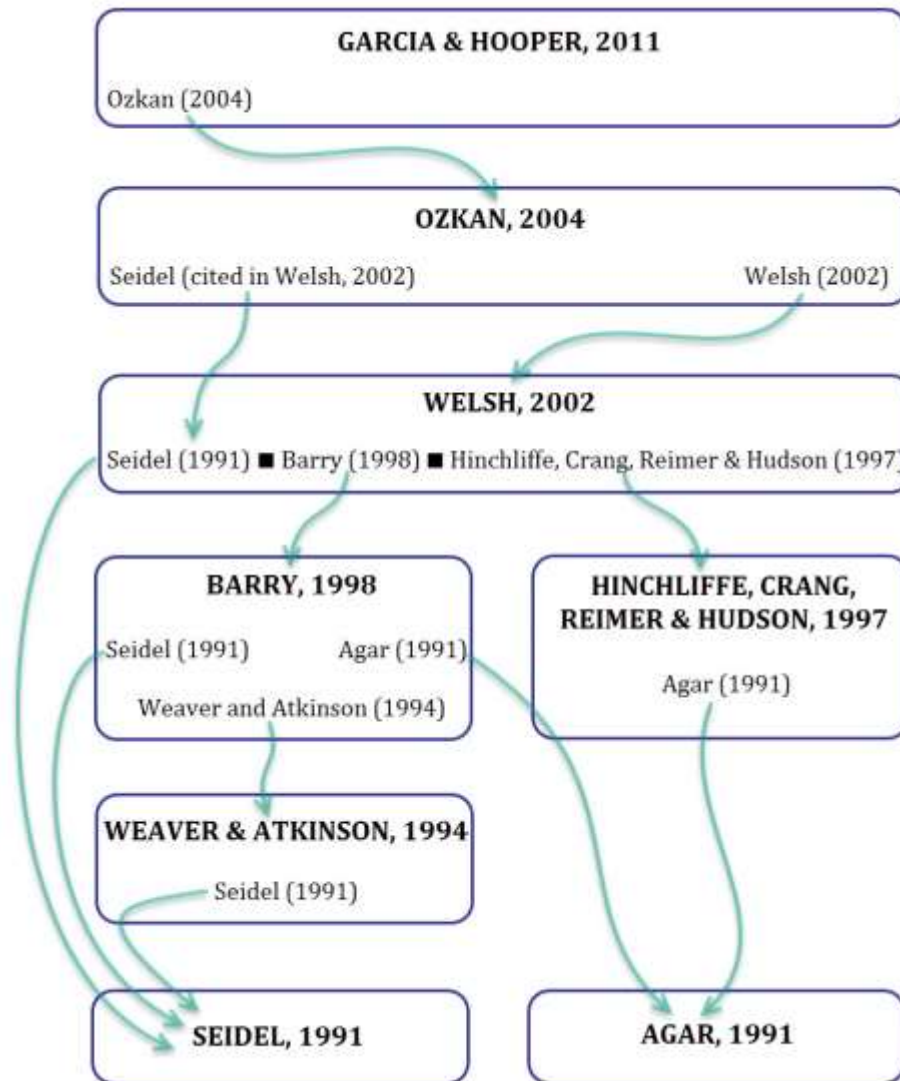 GARCIA & HOOPER, 2011
Ozkan (2004)
OZKAN, 2004
Seidel (cited in Welsh, 2002)
Welsh (2002)
WELSH, 2002
Seidel (1991) ■ Barry (1998) ■ Hinchliffe, Crang, Reimer & Hudson (1997)
BARRY, 1998
Seidel (1991)
Agar (1991)
Weaver and Atkinson (1994)
HINCHLIFFE, CRANG,
REIMER & HUDSON, 1997
Agar (1991)
WEAVER & ATKINSON, 1994
Seidel (1991)
SEIDEL, 1991
AGAR, 1991